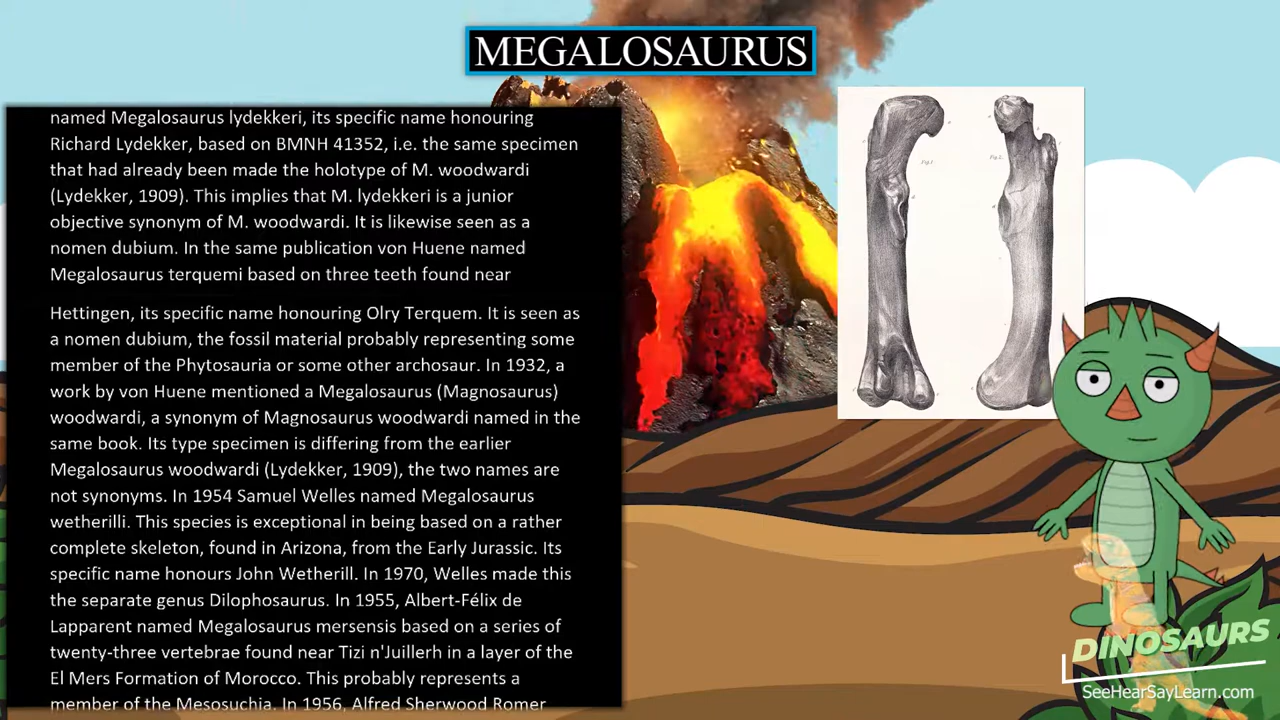 MEGALOSAURUS
named Megalosaurus lydekkeri, its specific name honouring
Richard Lydekker, based on BMNH 41352, i.e. the same specimen
that had already been made the holotype of M. woodwardi
(Lydekker, 1909). This implies that M. lydekkeri is a junior
objective synonym of M. woodwardi. It is likewise seen as a
nomen dubium. In the same publication von Huene named
Megalosaurus terquemi based on three teeth found near
Hettingen, its specific name honouring Olry Terquem. It is seen as
a nomen dubium, the fossil material probably representing some
member of the Phytosauria or some other archosaur. In 1932, a
work by von Huene mentioned a Megalosaurus (Magnosaurus)
woodwardi, a synonym of Magnosaurus woodwardi named in the
same book. Its type specimen is differing from the earlier
Megalosaurus woodwardi (Lydekker, 1909), the two names are
not synonyms. In 1954 Samuel Welles named Megalosaurus
wetherilli. This species is exceptional in being based on a rather
complete skeleton, found in Arizona, from the Early Jurassic. Its
specific name honours John Wetherill. In 1970, Welles made this
the separate genus Dilophosaurus. In 1955, Albert-Félix de
Lapparent named Megalosaurus mersensis based on a series of
twenty-three vertebrae found near Tizi n'Juillerh in a layer of the
El Mers Formation of Morocco. This probably represents a
member of the Mesosuchia. In 1956, Alfred Sherwood Romer
Fig.1
Fig.2.
DINOSAURS
SeeHearSayLearn.com